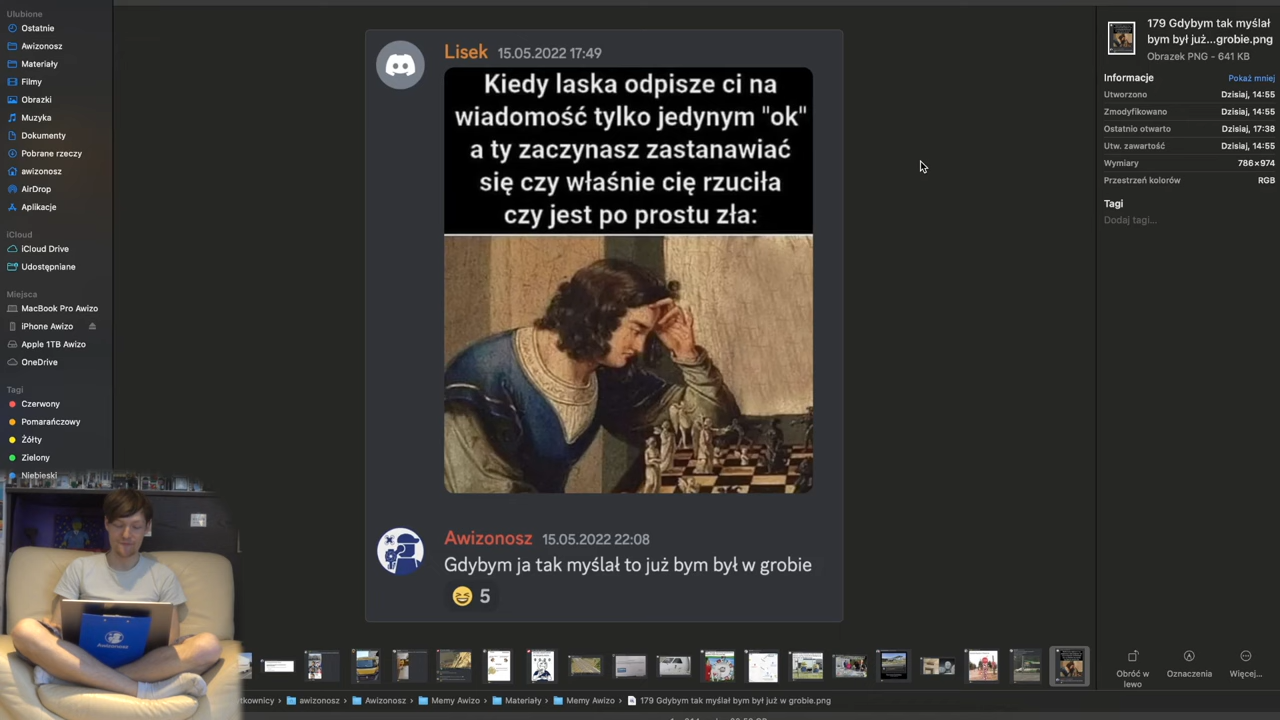 Ulubione
Ostatnie
Awizonosz
Materiały
Filmy
Obrazki
Muzyka
Dokumenty
Pobrane rzeczy
awizonosz
AirDrop
Aplikacje
iCloud
iCloud Drive
Udostępniane
Miejsca
MacBook Pro Awizo
iPhone Awizo
Apple 1TB Awizo
OneDrive
Tagi
Czerwony
Pomarańczowy
Żółty
Zielony
Niebieski
Lisek 15.05.2022 17:49
Kiedy laska odpisze ci na
wiadomość tylko jedynym "ok"
a ty zaczynasz zastanawiać
się czy właśnie cię rzuciła
czy jest po prostu zła:
Awizonosz 15.05.2022 22:08
Gdybym ja tak myślał to już bym był w grobie
5
179 Gdybym tak myślał
bym był już...grobie.png
Obrazek PNG - 641 KB
Informacje Pokaż mniej
Utworzono Dzisiaj, 14:55
Zmodyfikowano Dzisiaj, 14:55
Ostatnio otwarto Dzisiaj, 17:38
Utw. zawartość Dzisiaj, 14:55
Wymiary 786×974
Przestrzeń kolorów RGB
Tagi
Dodaj tagi...
Obróć w
lewo
Oznaczenia
Więcej...
awizonosz › Awizonosz › Memy Awizo › Materiały › Memy Awizo › 179 Gdybym tak myślał bym był już w grobie.png